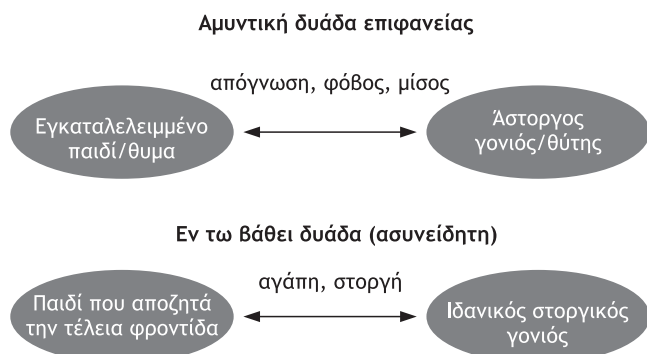 Αμυντική δυάδα επιφανείας
απόγνωση, φόβος, μίσος
Εγκαταλελειμμένο
παιδί/θυμα
Άστοργος
γονιός/θύτης
Εν τω βάθει δυάδα (ασυνείδητη)
αγάπη, στοργή
Παιδί που αποζητά
την τέλεια φροντίδα
Ιδανικός στοργικός
γονιός